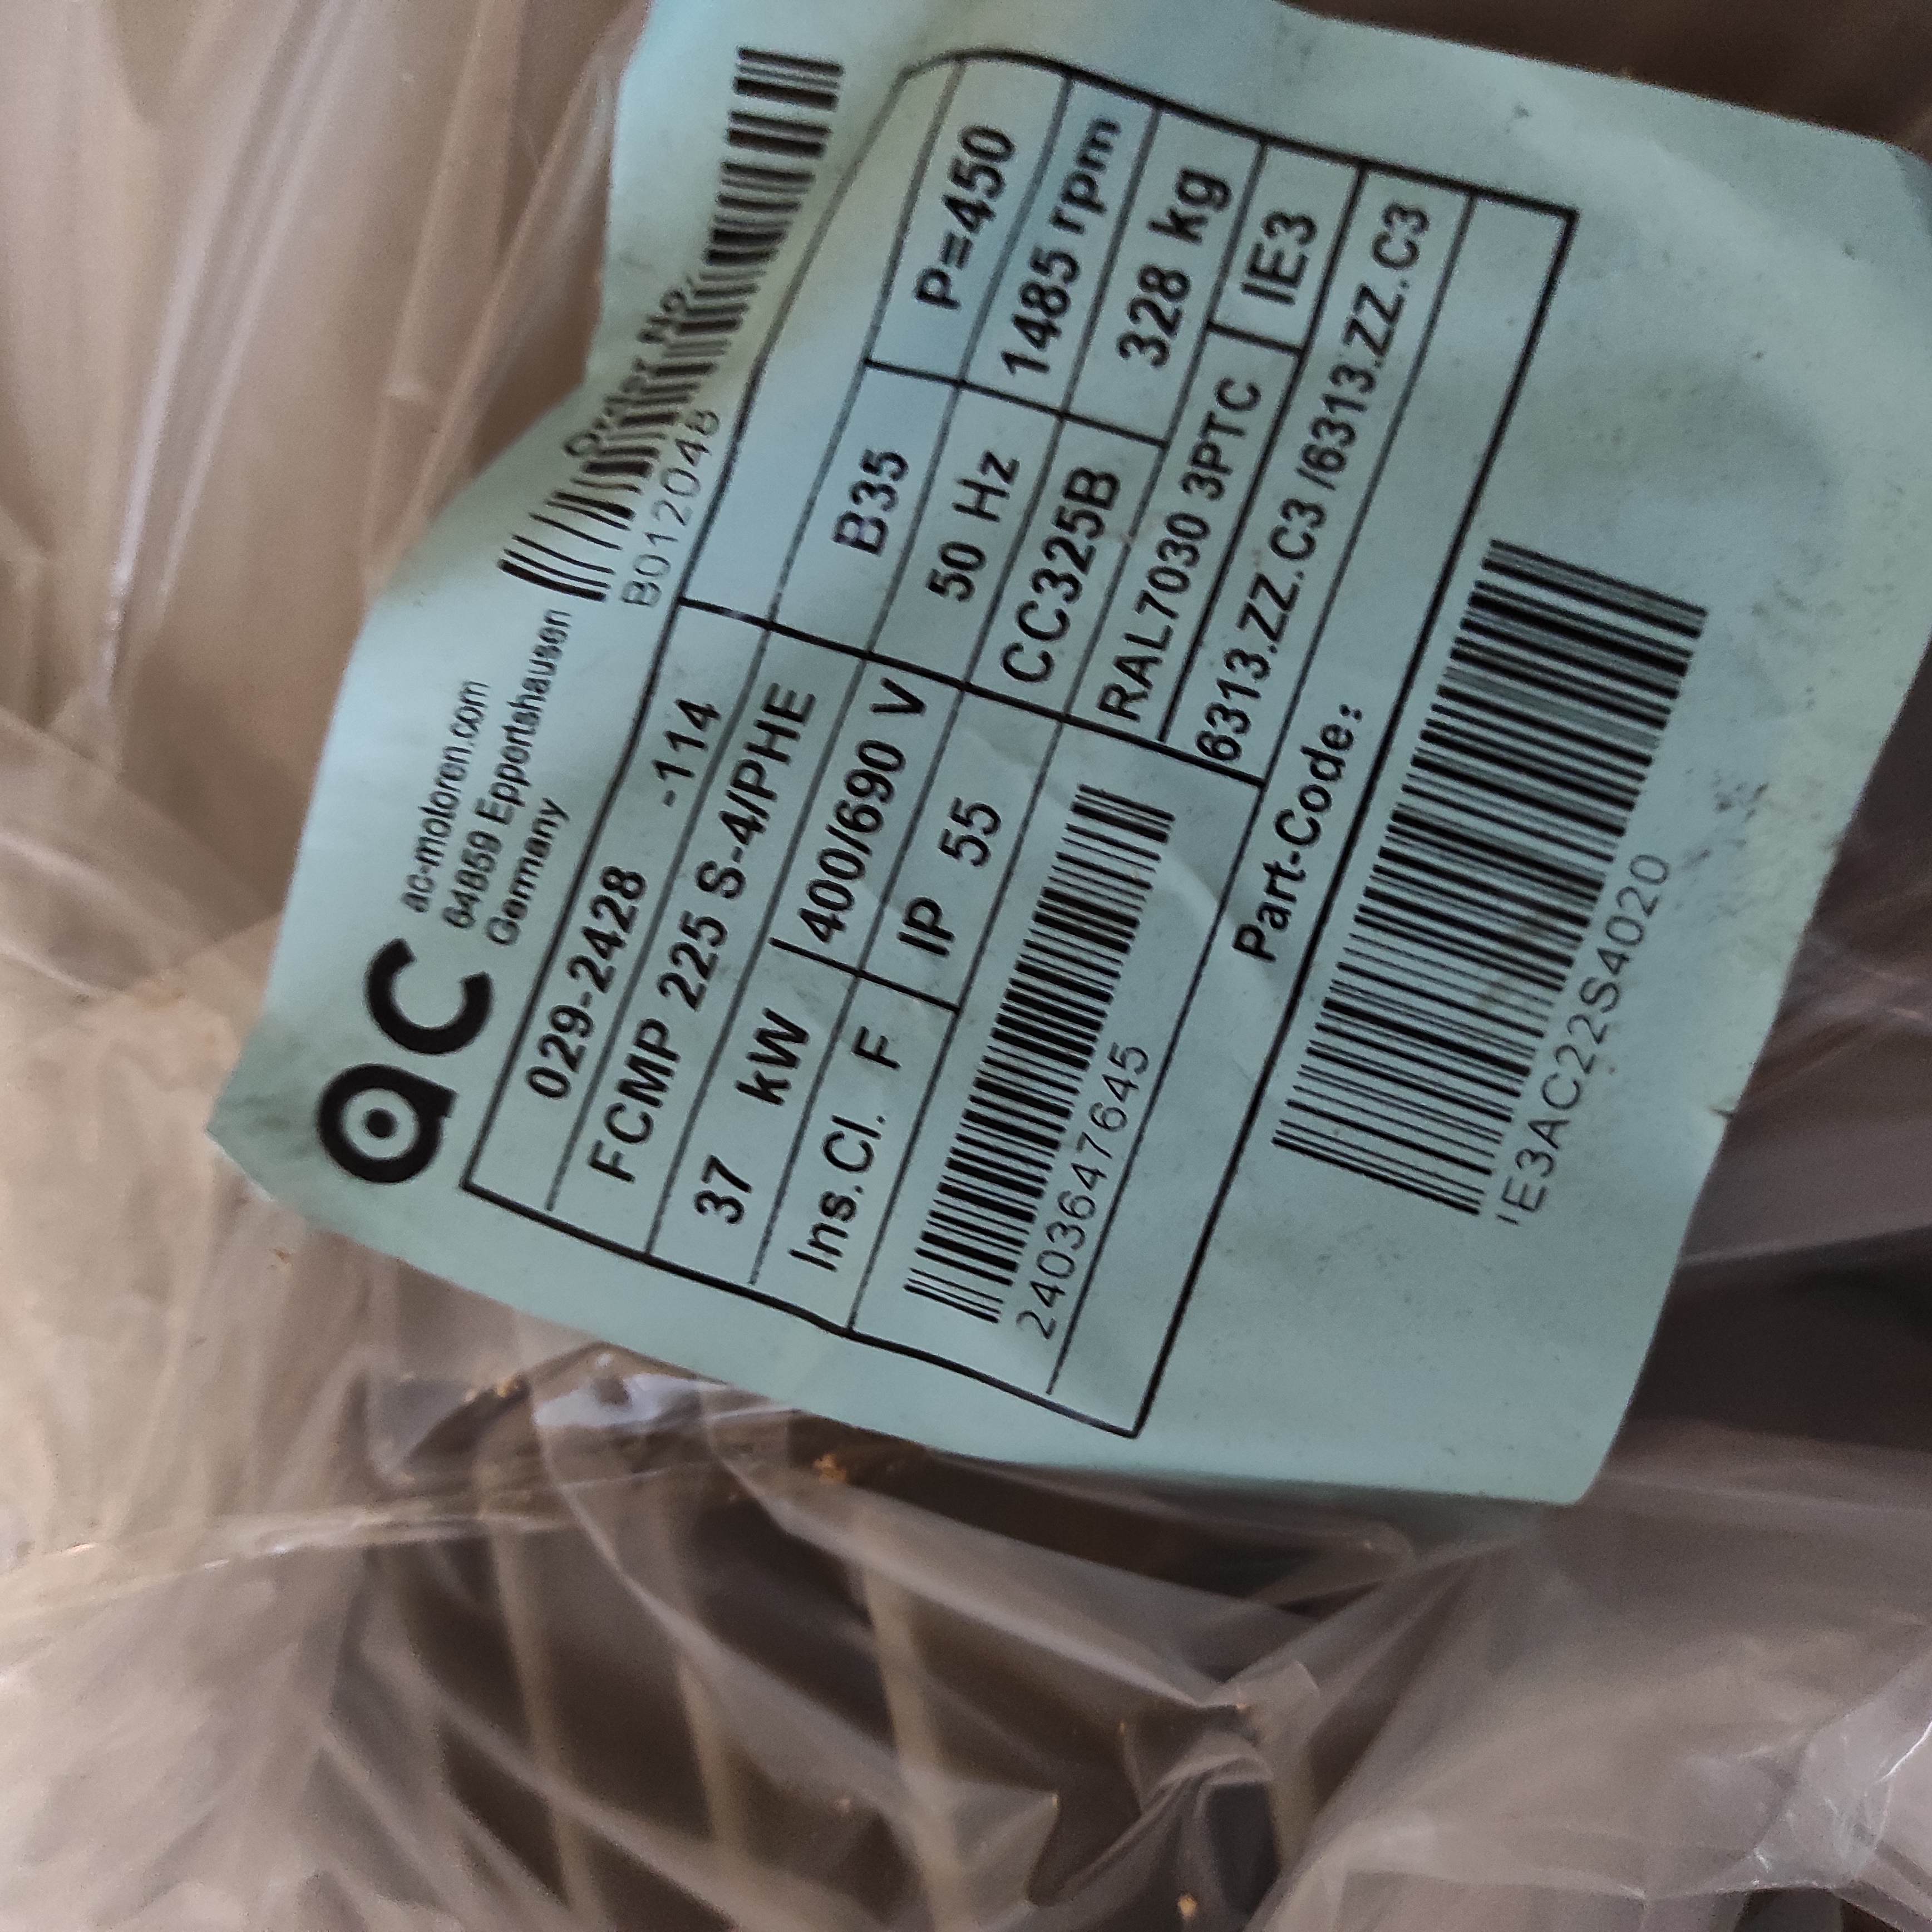 ac
ac-motoren.com
64859 Eppertshausen
Germany
Order No.
B0120048
029-2428 -114
FCMP 225 S-4/PHE
B35 P=450
37 kW 400/690 V 50 Hz 1485 rpm
Ins.Cl. F IP 55 CC325B 328 kg
RAL7030 3PTC IE3
2403647645
6313.ZZ.C3 /6313.ZZ.C3
Part-Code:
IE3AC22S4020